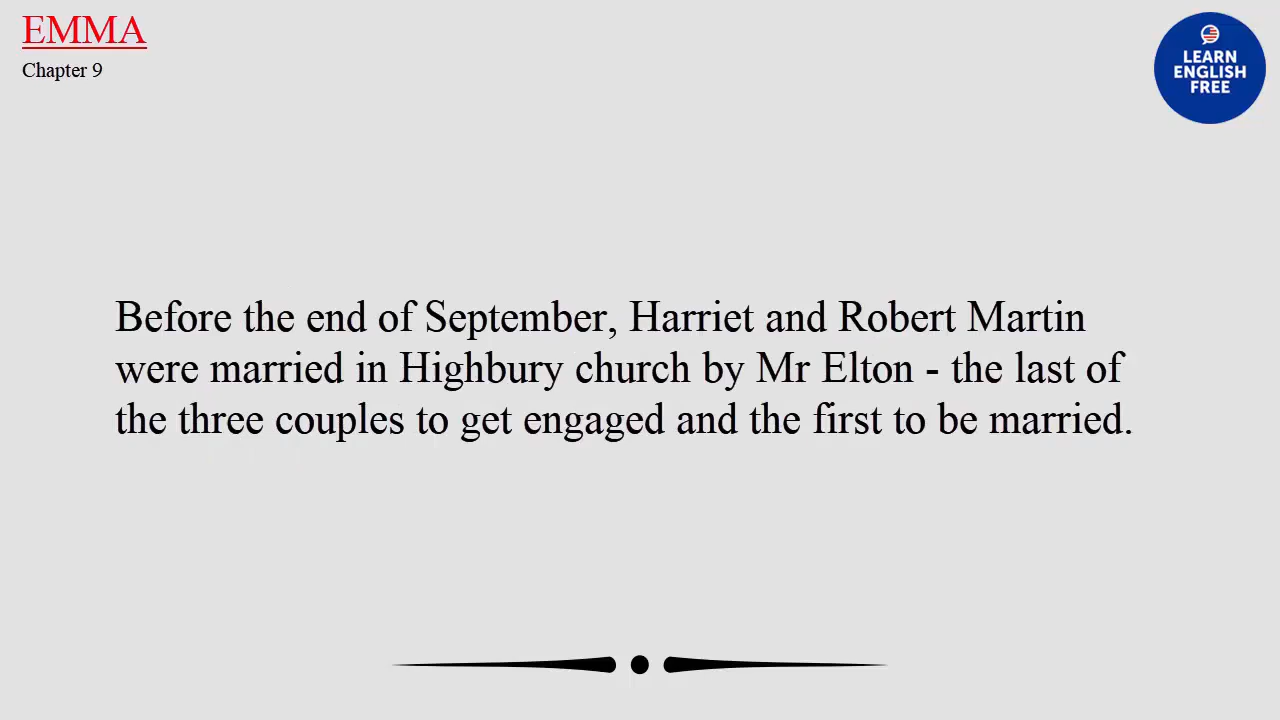 EMMA
Chapter 9
LEARN
ENGLISH
FREE
Before the end of September, Harriet and Robert Martin
were married in Highbury church by Mr Elton - the last of
the three couples to get engaged and the first to be married.